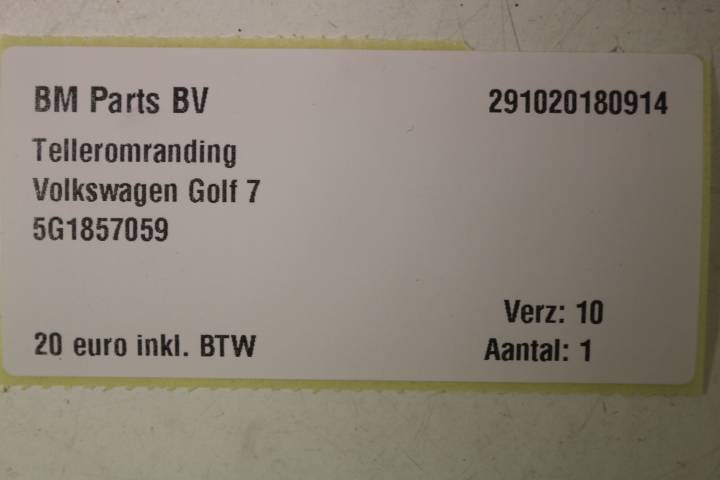 BM Parts BV 291020180914
Telleromranding
Volkswagen Golf 7
5G1857059
Verz: 10
20 euro inkl. BTW Aantal: 1